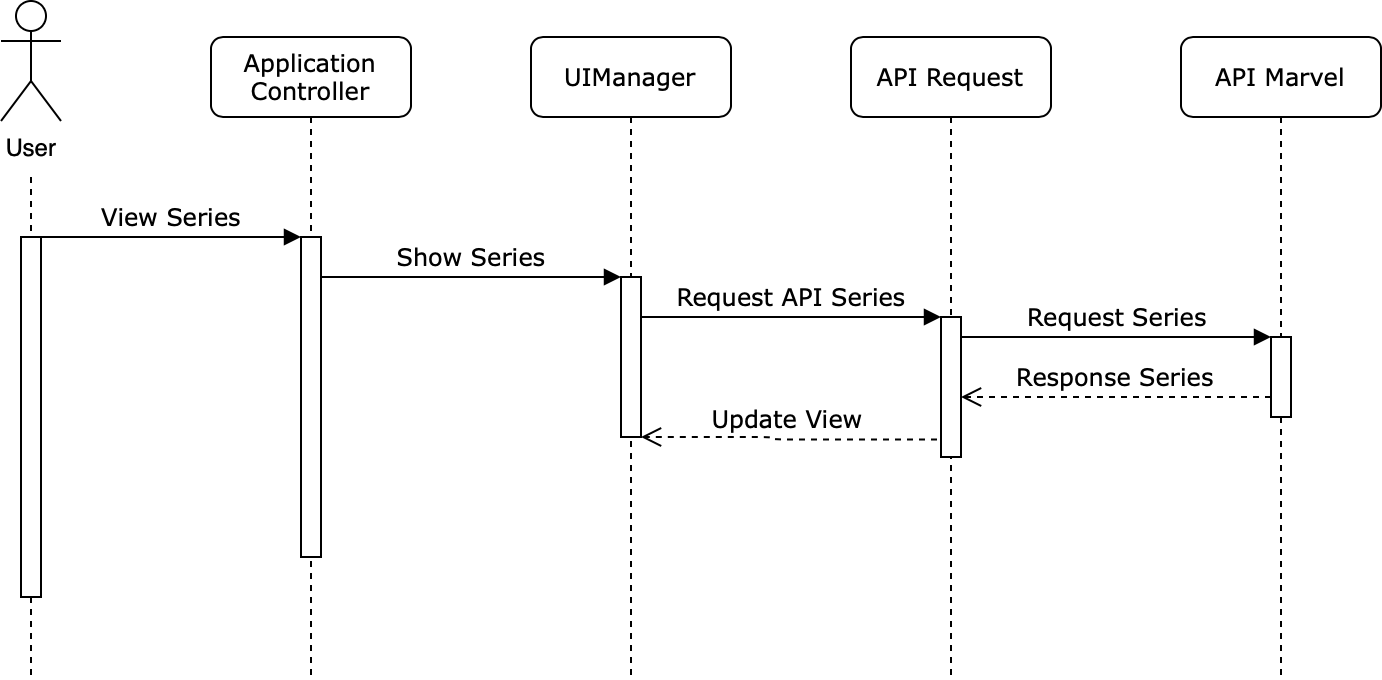 User
Application
Controller
UIManager
API Request
API Marvel
View Series
Show Series
Request API Series
Request Series
Response Series
Update View